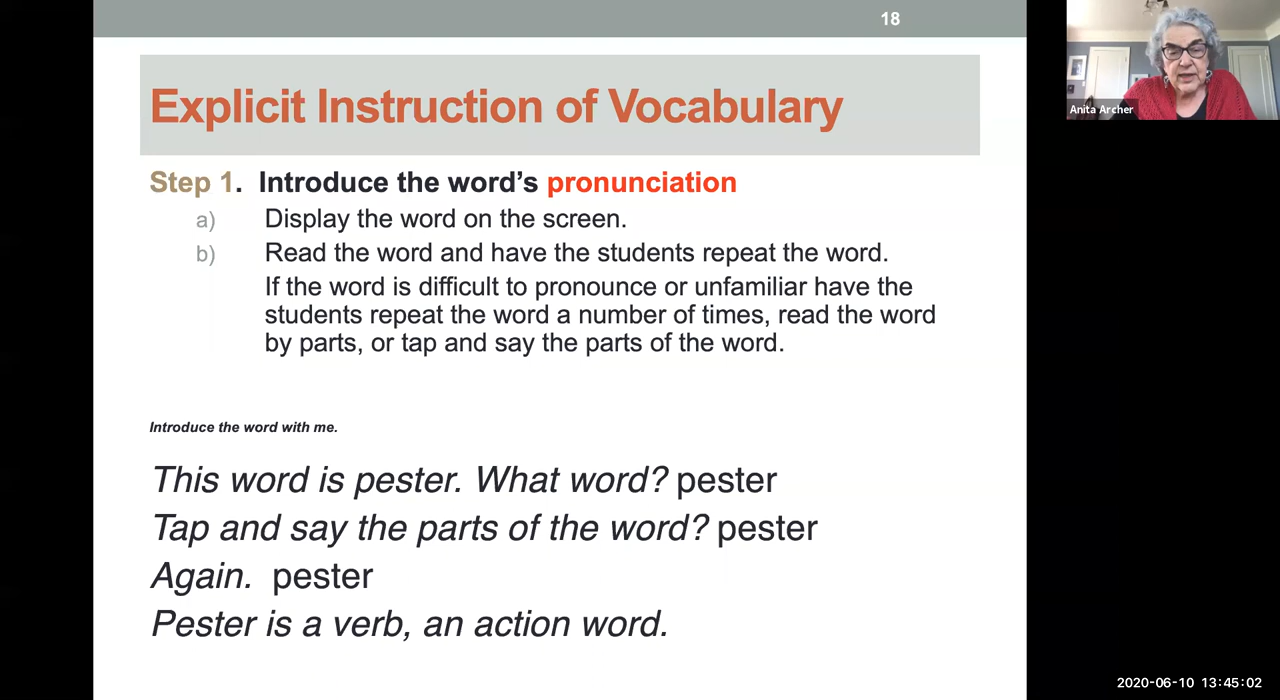 18
Explicit Instruction of Vocabulary
Step 1. Introduce the word’s pronunciation
a) Display the word on the screen.
b) Read the word and have the students repeat the word.
If the word is difficult to pronounce or unfamiliar have the
students repeat the word a number of times, read the word
by parts, or tap and say the parts of the word.
Introduce the word with me.
This word is pester. What word? pester
Tap and say the parts of the word? pester
Again. pester
Pester is a verb, an action word.
Anita Archer
2020-06-10 13:45:02